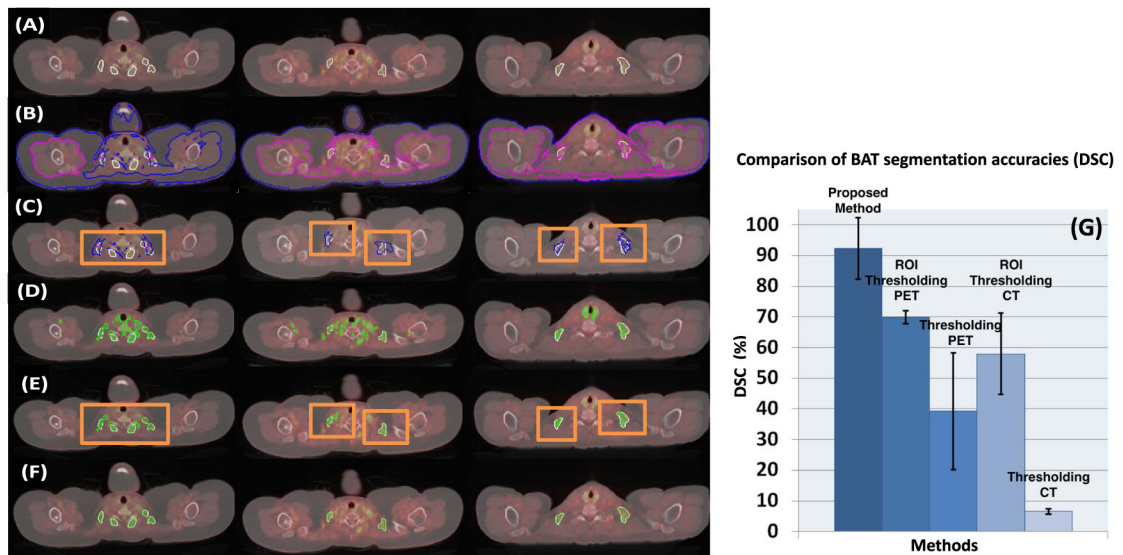 (A)
(B)
(C)
(D)
(E)
(F)
Comparison of BAT segmentation accuracies (DSC)
(G)
DSC (%)
100
90
80
70
60
50
40
30
20
10
0
Proposed
Method
ROI
Thresholding
PET
Thresholding
PET
ROI
Thresholding
CT
Thresholding
CT
Methods